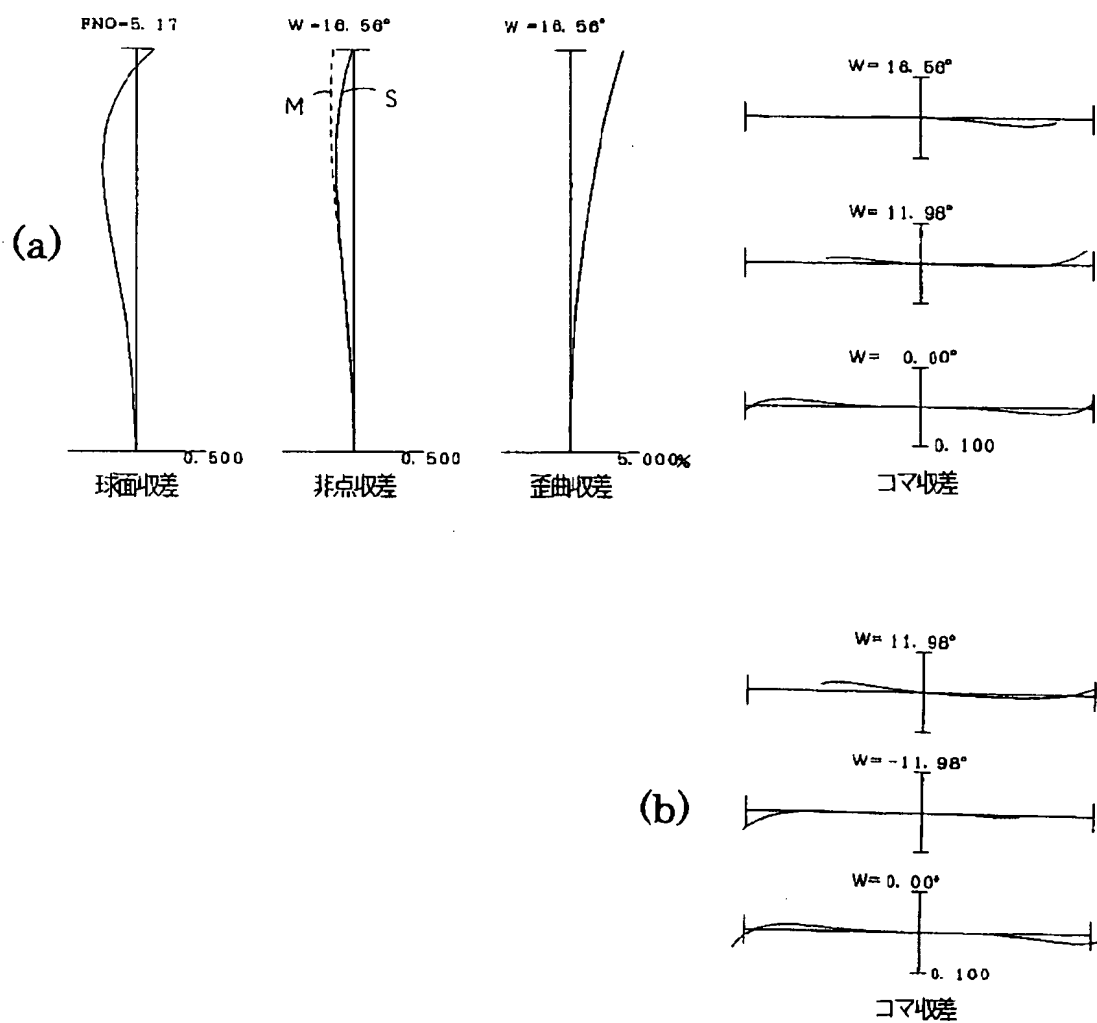 FNO=5. 17
W=16. 56°
W=16. 56°
M
S
(a)
0. 500
球面収差
0. 500
非点収差
5. 000%
歪曲収差
W= 16. 56°
W= 11. 98°
W= 0. 00°
0. 100
コマ収差
(b)
W= 11. 98°
W= -11. 98°
W= 0. 00°
0. 100
コマ収差